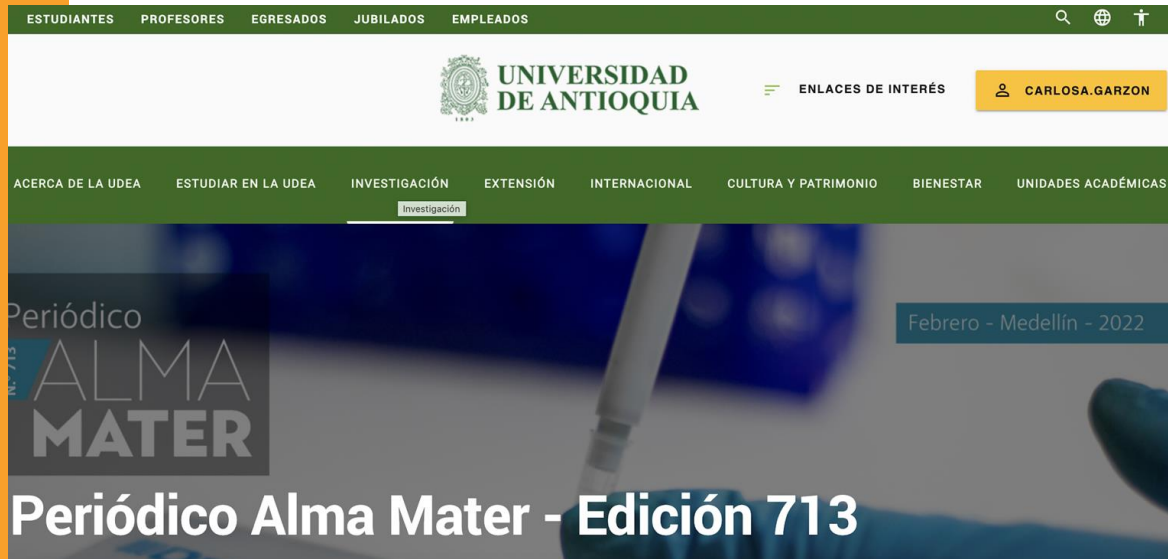 ESTUDIANTES PROFESORES EGRESADOS JUBILADOS EMPLEADOS
1803
UNIVERSIDAD
DE ANTIOQUIA
ENLACES DE INTERÉS
CARLOSA.GARZON
ACERCA DE LA UDEA ESTUDIAR EN LA UDEA INVESTIGACIÓN EXTENSIÓN INTERNACIONAL CULTURA Y PATRIMONIO BIENESTAR UNIDADES ACADÉMICAS
Investigación
Periódico
N.° 713
ALMA
MATER
Febrero - Medellín - 2022
Periódico Alma Mater - Edición 713